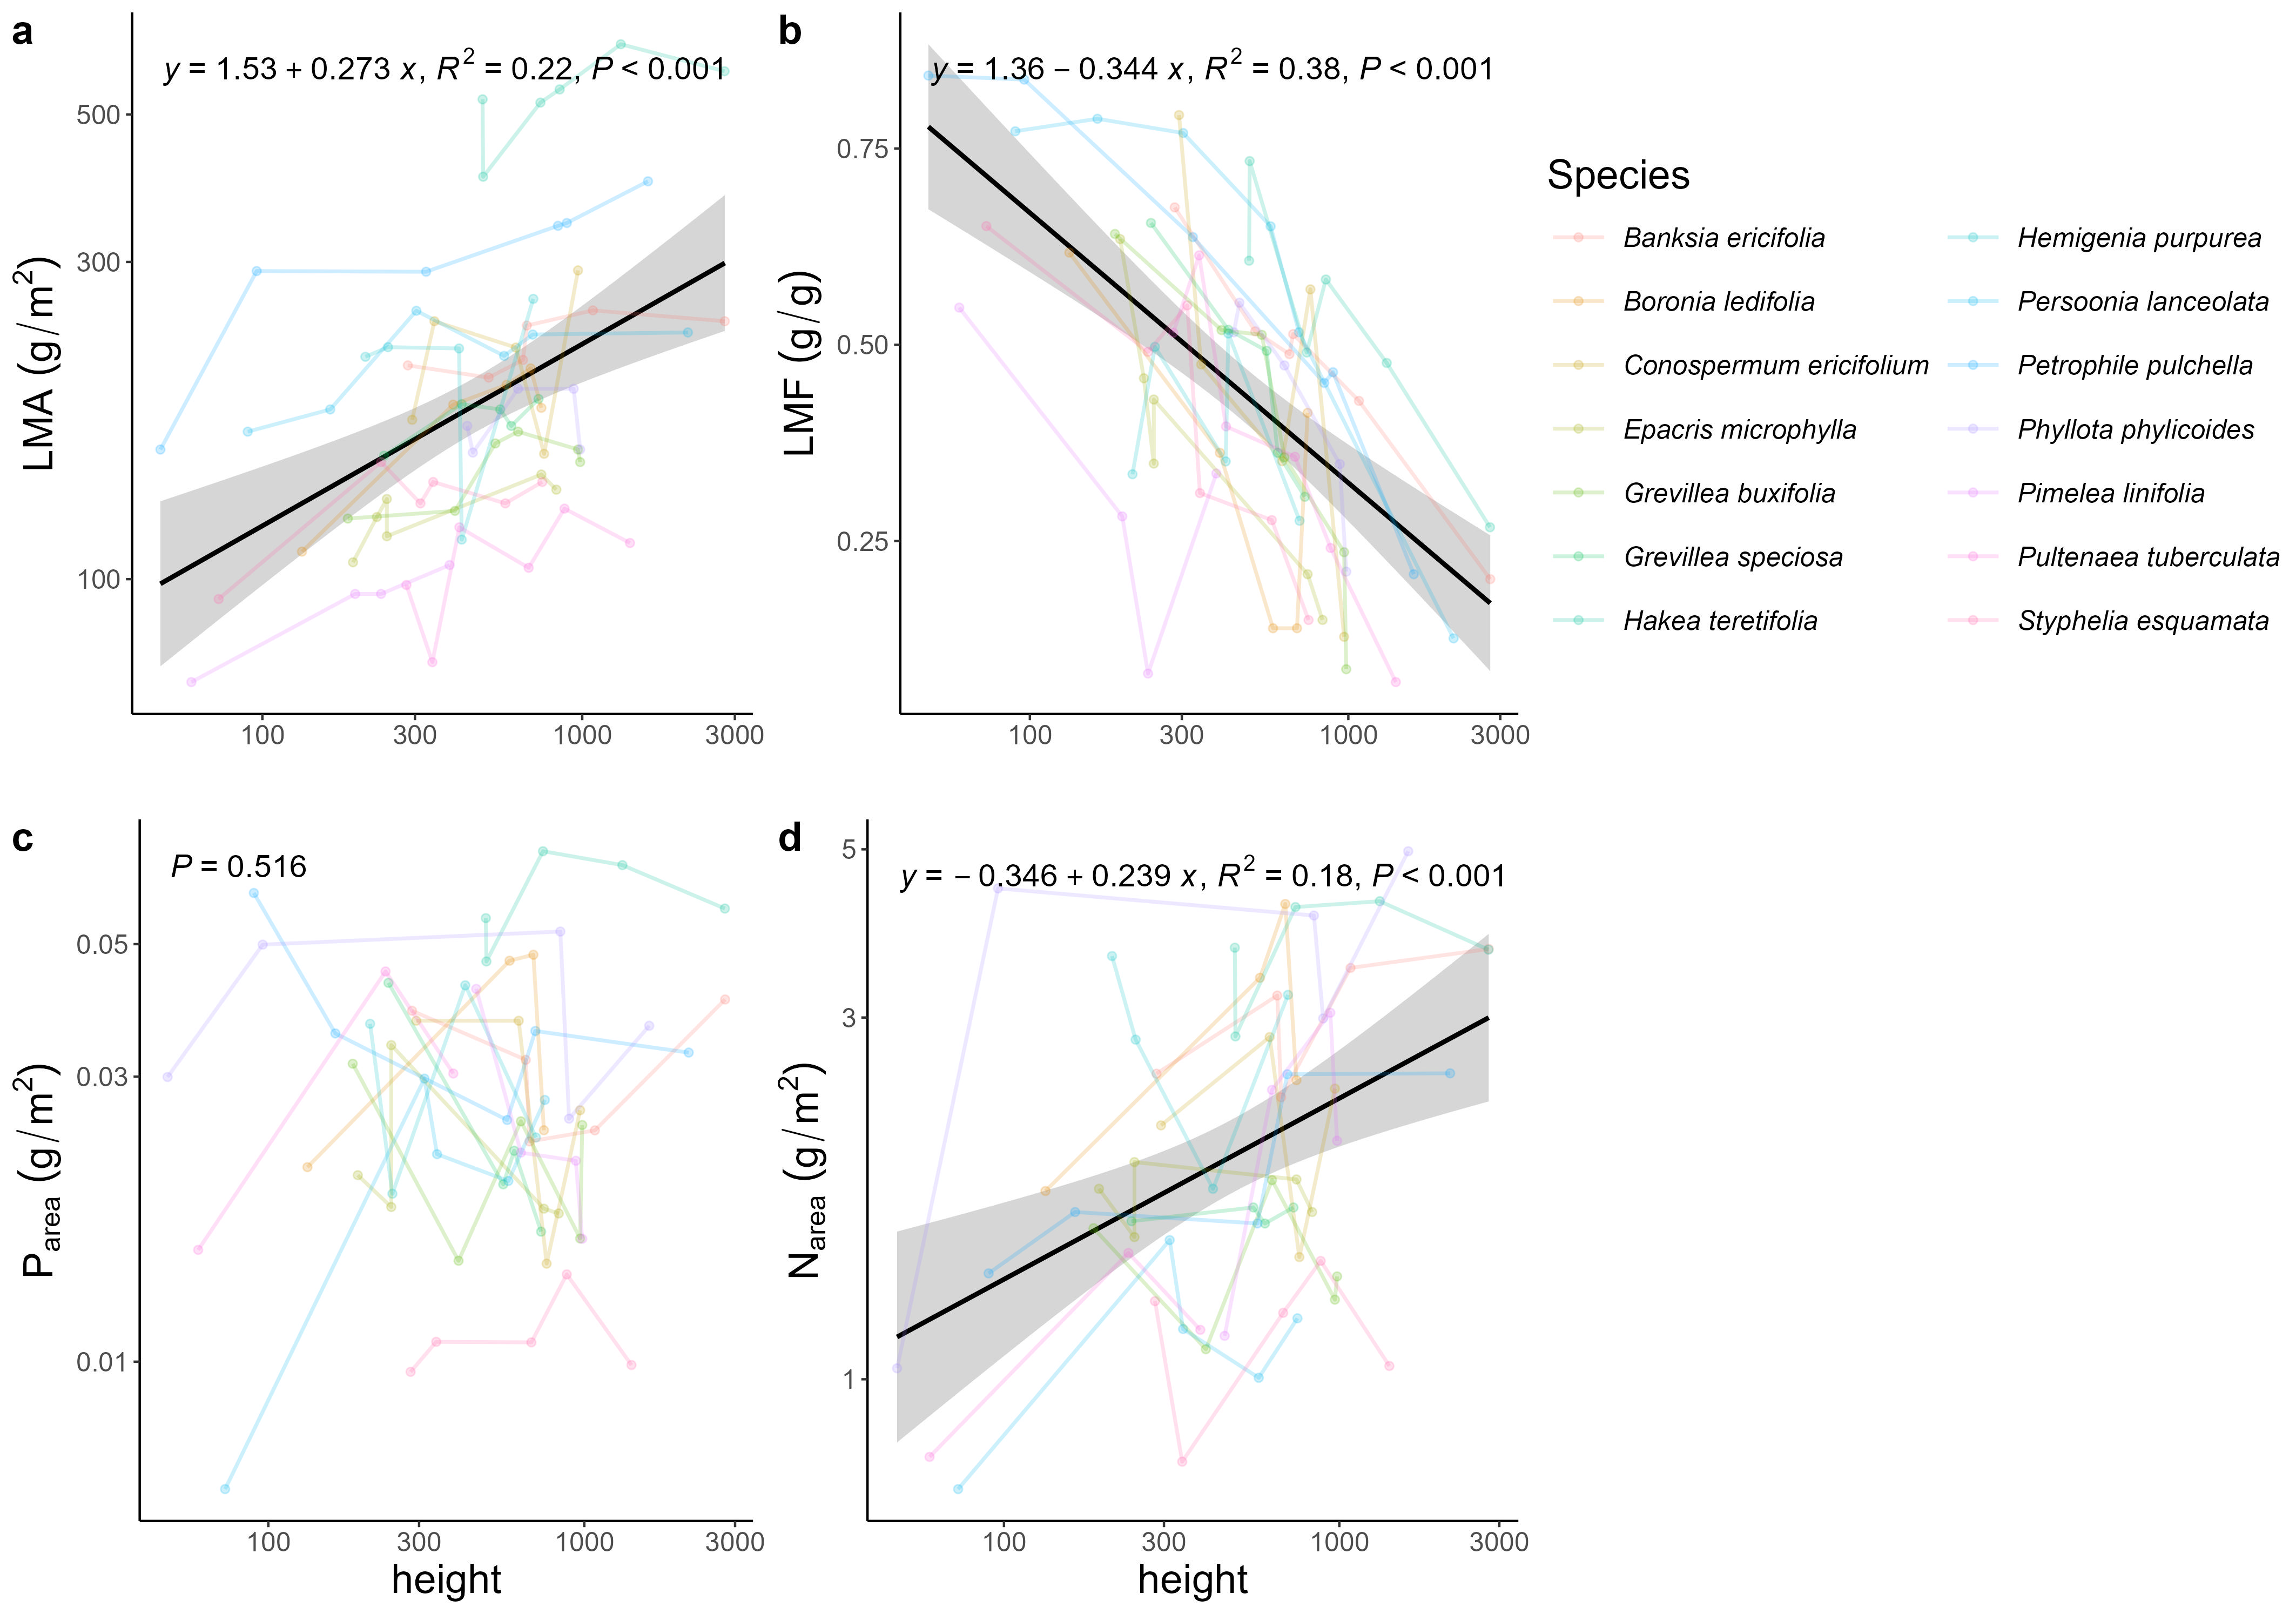 a
y = 1.53 + 0.273 x, R² = 0.22, P < 0.001
LMA (g/m²)
500
300
100
100 300 1000 3000
b
y = 1.36 − 0.344 x, R² = 0.38, P < 0.001
LMF (g/g)
0.75
0.50
0.25
100 300 1000 3000
Species
Banksia ericifolia
Boronia ledifolia
Conospermum ericifolium
Epacris microphylla
Grevillea buxifolia
Grevillea speciosa
Hakea teretifolia
Hemigenia purpurea
Persoonia lanceolata
Petrophile pulchella
Phyllota phylicoides
Pimelea linifolia
Pultenaea tuberculata
Styphelia esquamata
c
P = 0.516
P area (g/m²)
0.05
0.03
0.01
100 300 1000 3000
height
d
y = − 0.346 + 0.239 x, R² = 0.18, P < 0.001
N area (g/m²)
5
3
1
100 300 1000 3000
height